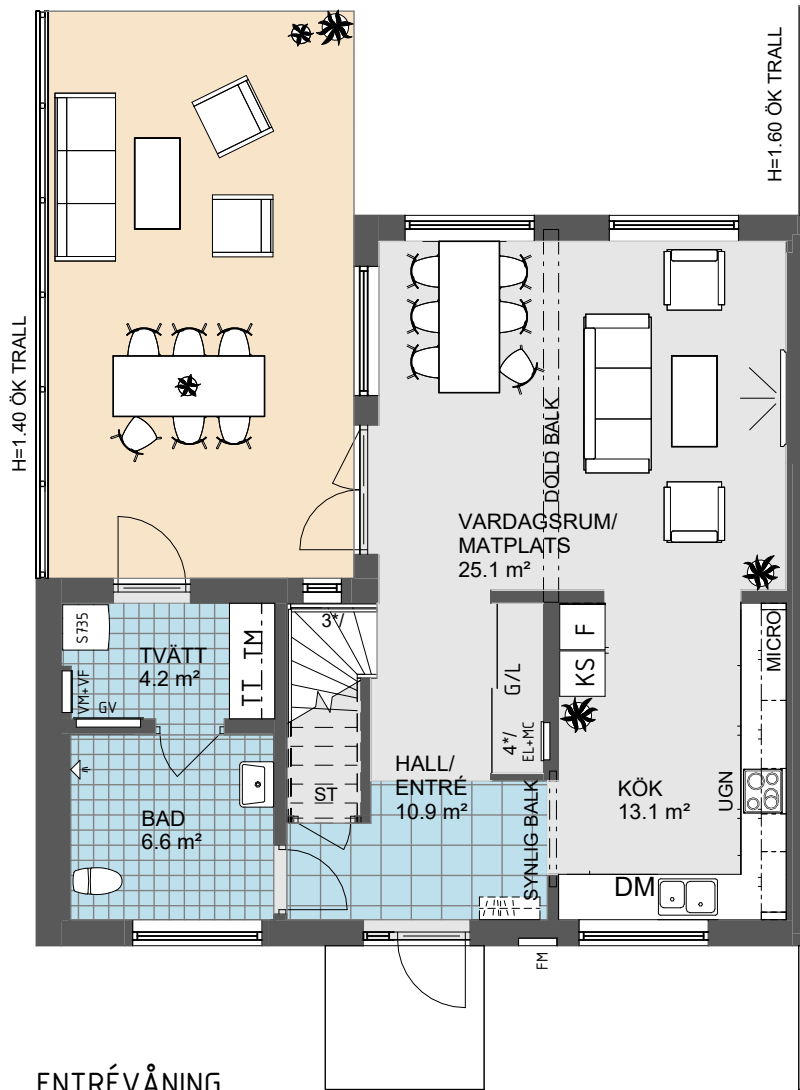 H=1.60 ÖK TRALL
H=1.40 ÖK TRALL
DOLD BALK
VARDAGSRUM/
MATPLATS
25.1 m²
S735
TVÄTT
4.2 m²
TT TM
VM+VF
GV
3*/
G/L
4*/
EL+MC
F
KS
MICRO
HALL/
ENTRÉ
10.9 m²
ST
BAD
6.6 m²
SYNLIG BALK
KÖK
13.1 m²
UGN
DM
FM
ENTRÉVÅNING